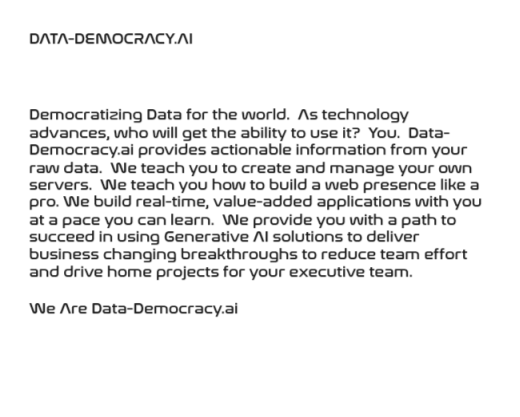 DATA-DEMOCRACY.AI
Democratizing Data for the world.  As technology
advances, who will get the ability to use it?  You.  Data-
Democracy.ai provides actionable information from your
raw data.  We teach you to create and manage your own
servers.  We teach you how to build a web presence like a
pro. We build real-time, value-added applications with you
at a pace you can learn.  We provide you with a path to
succeed in using Generative AI solutions to deliver
business changing breakthroughs to reduce team effort
and drive home projects for your executive team.
We Are Data-Democracy.ai